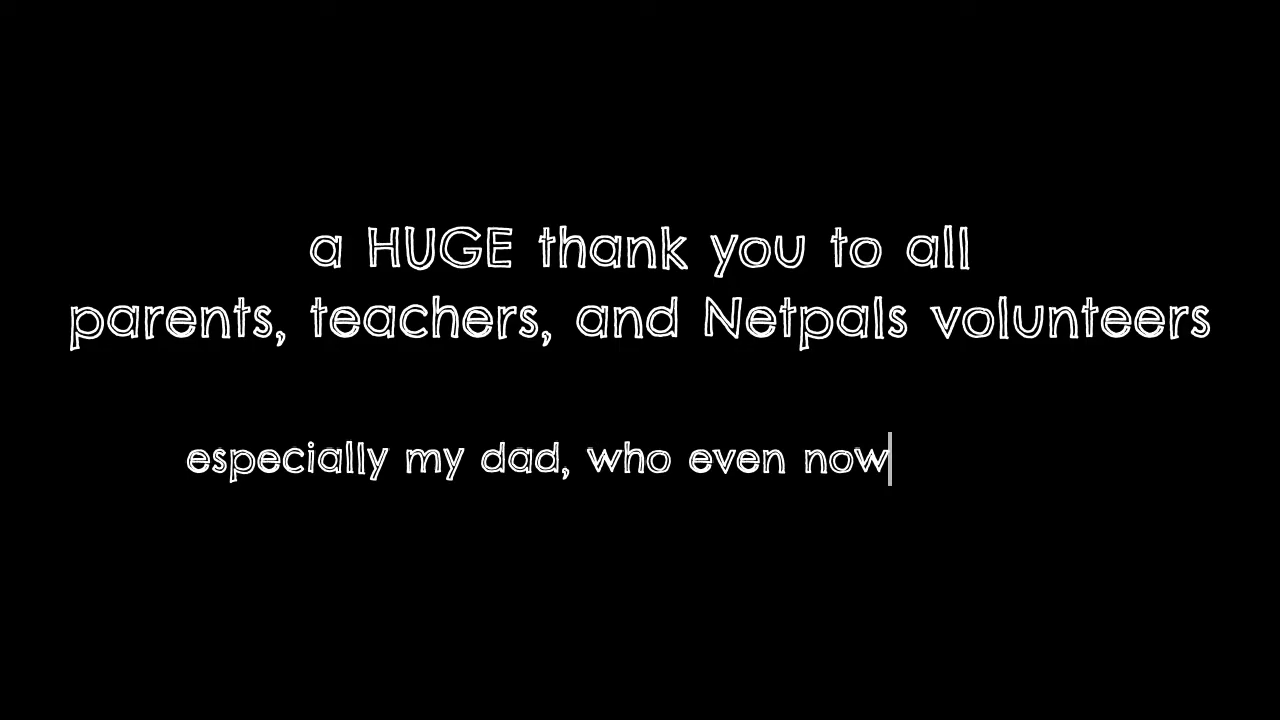 a HUGE thank you to all
parents, teachers, and Netpals volunteers
especially my dad, who even now